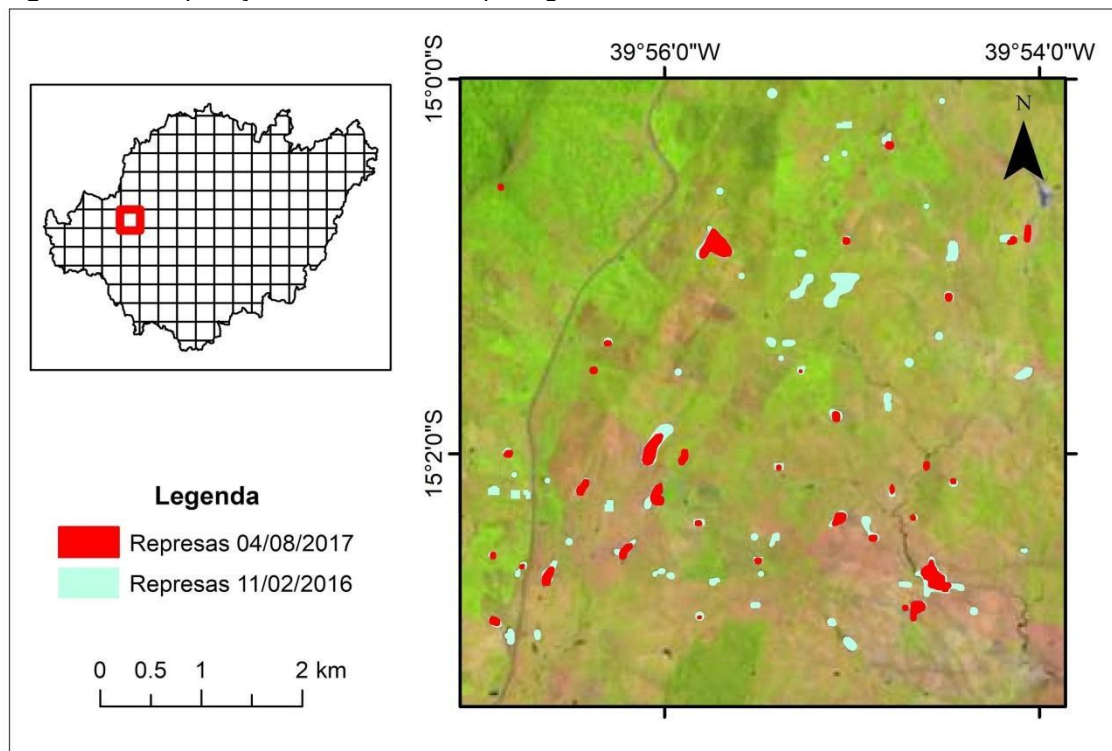 39°56'0"W 39°54'0"W
15°0'0"S
N
15°2'0"S
Legenda
Represas 04/08/2017
Represas 11/02/2016
0 0.5 1 2 km